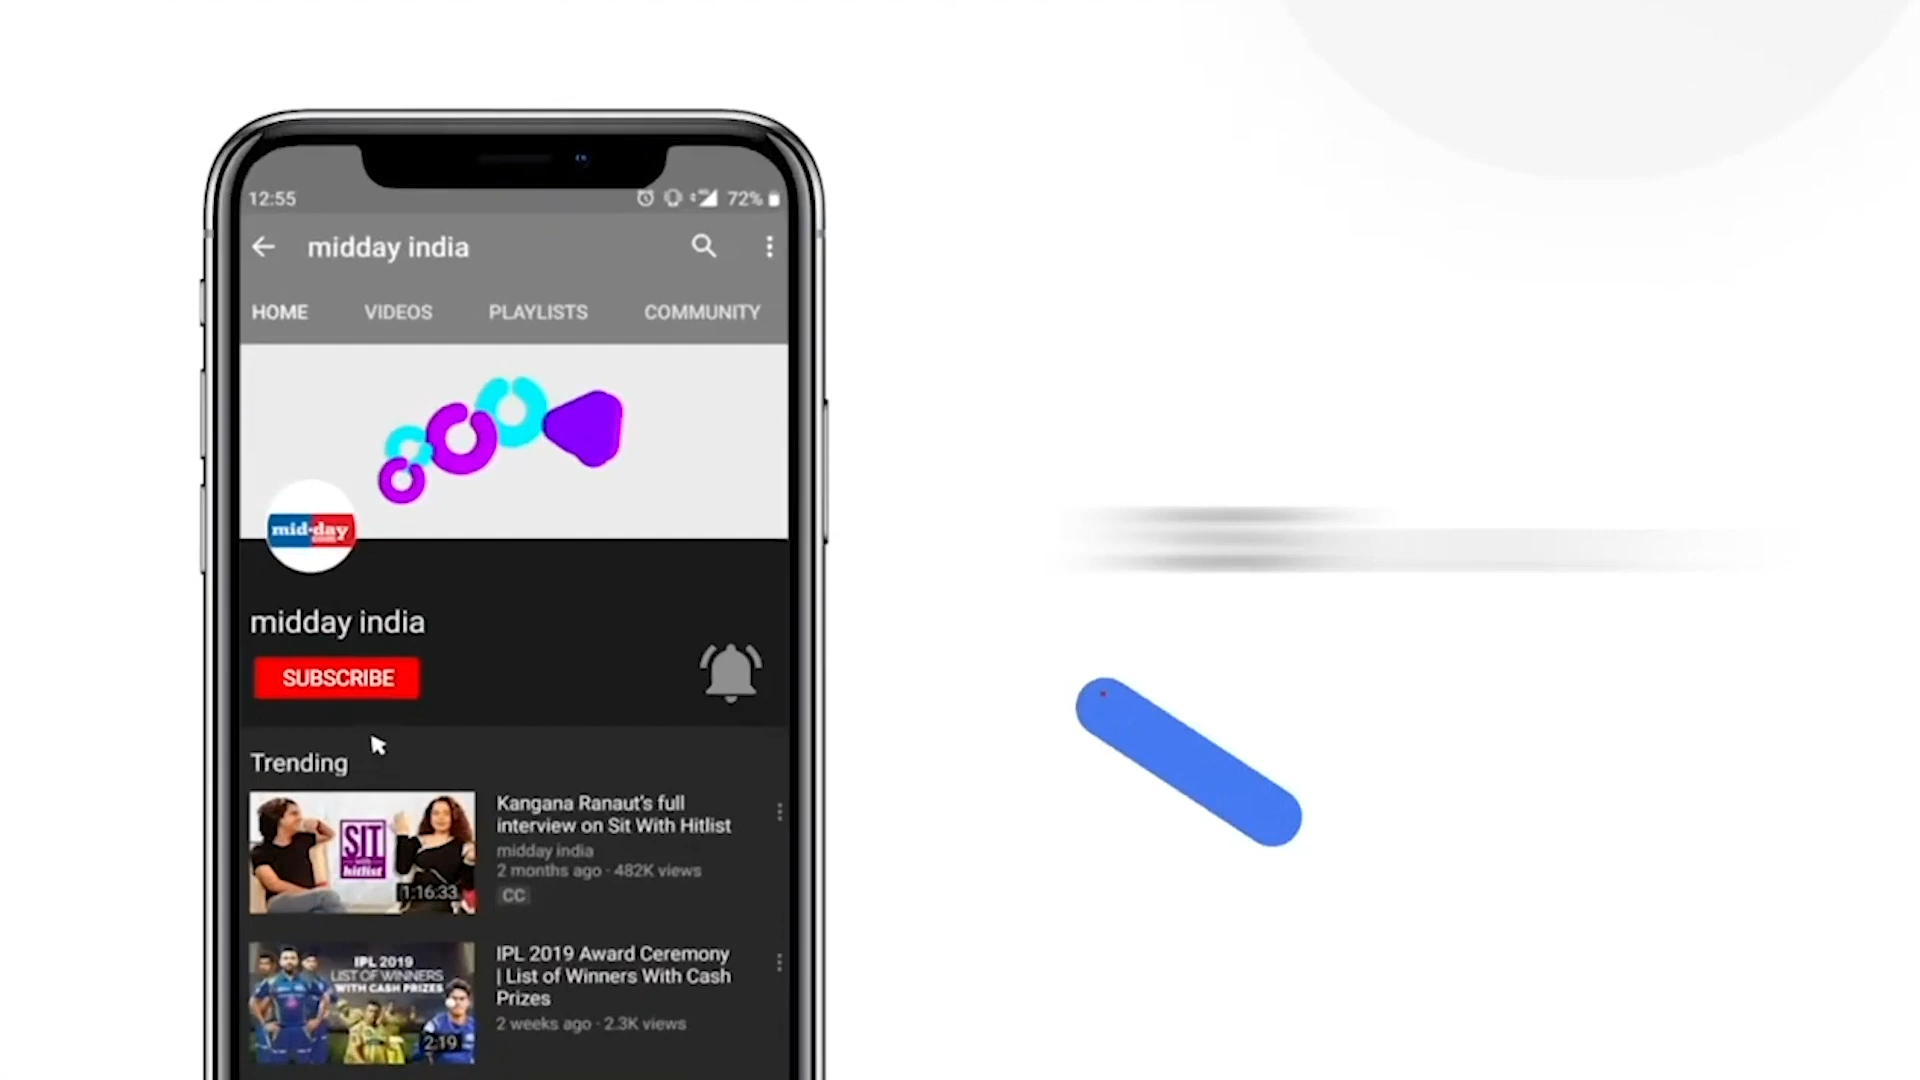 12:55
72%
midday india
HOME VIDEOS PLAYLISTS COMMUNITY
mid-day
.com
midday india
SUBSCRIBE
Trending
SIT
with
hitlist
1:16:33
Kangana Ranaut's full
interview on Sit With Hitlist
midday india
2 months ago · 482K views
CC
IPL 2019
LIST OF WINNERS
WITH CASH PRIZES
2:19
IPL 2019 Award Ceremony
| List of Winners With Cash
Prizes
2 weeks ago · 2.3K views